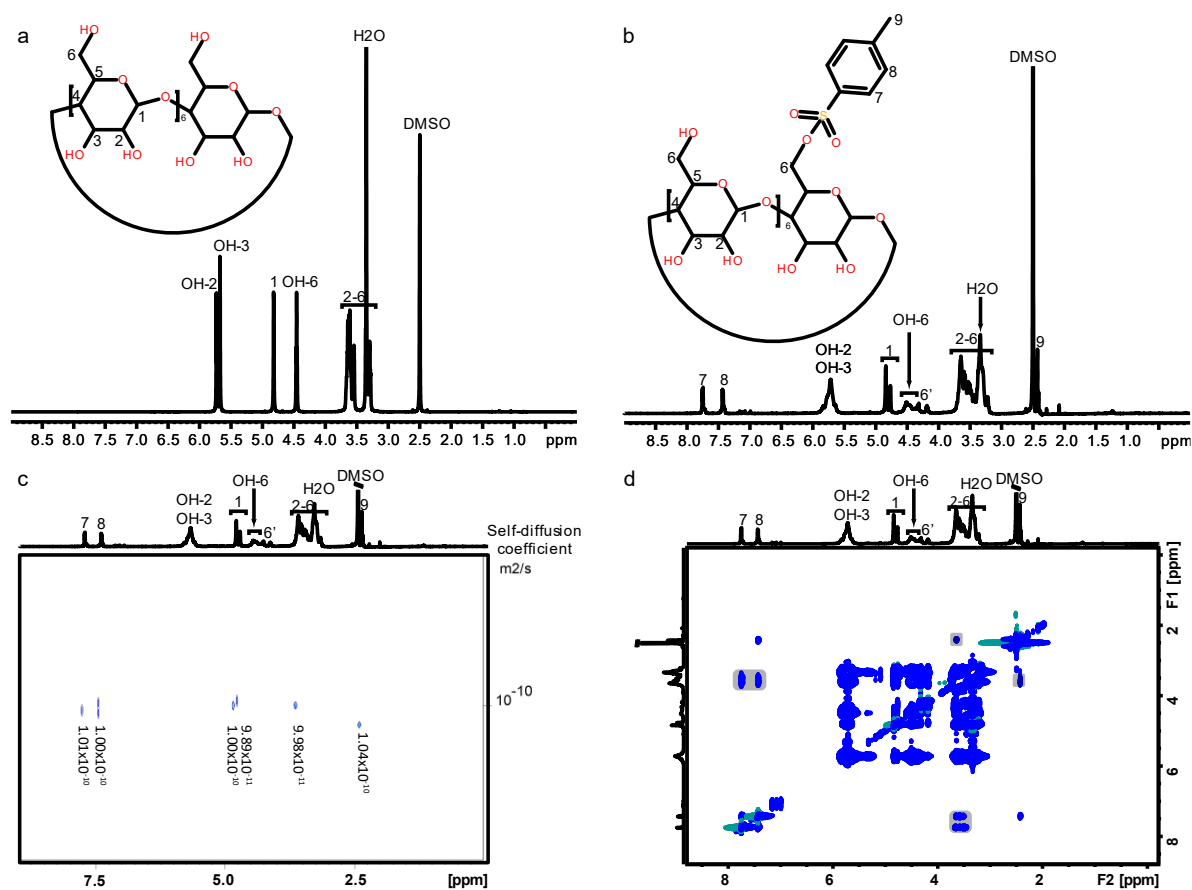 a
H2O
HO
HO
6
6
5
O
O
O
4
O
1
O
6
3
2
HO
HO
HO
HO
DMSO
OH-3
OH-2
1
OH-6
2-6
8.5 8.0 7.5 7.0 6.5 6.0 5.5 5.0 4.5 4.0 3.5 3.0 2.5 2.0 1.5 1.0 ppm
b
9
8
7
DMSO
O
S
O
O
HO
6
6
5
O
O
O
4
1
O
6
3
2
HO
HO
HO
HO
H2O
OH-6
2-6
OH-2
OH-3
1
9
7
8
6'
8.5 8.0 7.5 7.0 6.5 6.0 5.5 5.0 4.5 4.0 3.5 3.0 2.5 2.0 1.5 1.0 ppm
c
OH-6
DMSO
OH-2
OH-3
1
H2O
2-6
9
7
8
6'
Self-diffusion
coefficient
m2/s
10-10
1.01x10-10
1.00x10-10
1.00x10-10
9.89x10-11
9.98x10-11
1.04x10-10
7.5 5.0 2.5 [ppm]
d
OH-6
DMSO
OH-2
OH-3
1
H2O
2-6
9
7
8
6'
F1 [ppm]
2
4
6
8
8 6 4 2 F2 [ppm]